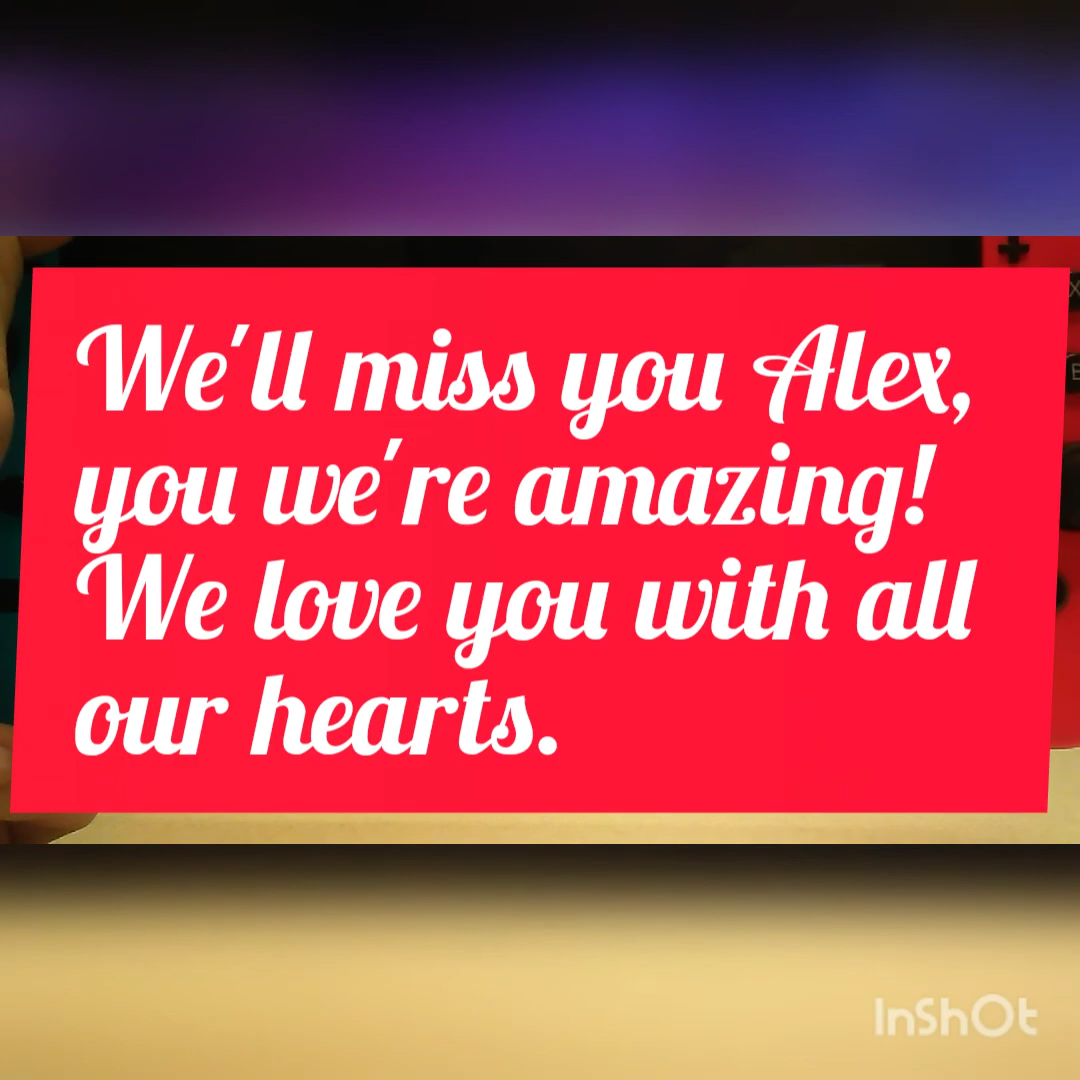 We'll miss you Alex,
you we're amazing!
We love you with all
our hearts.
InShOt